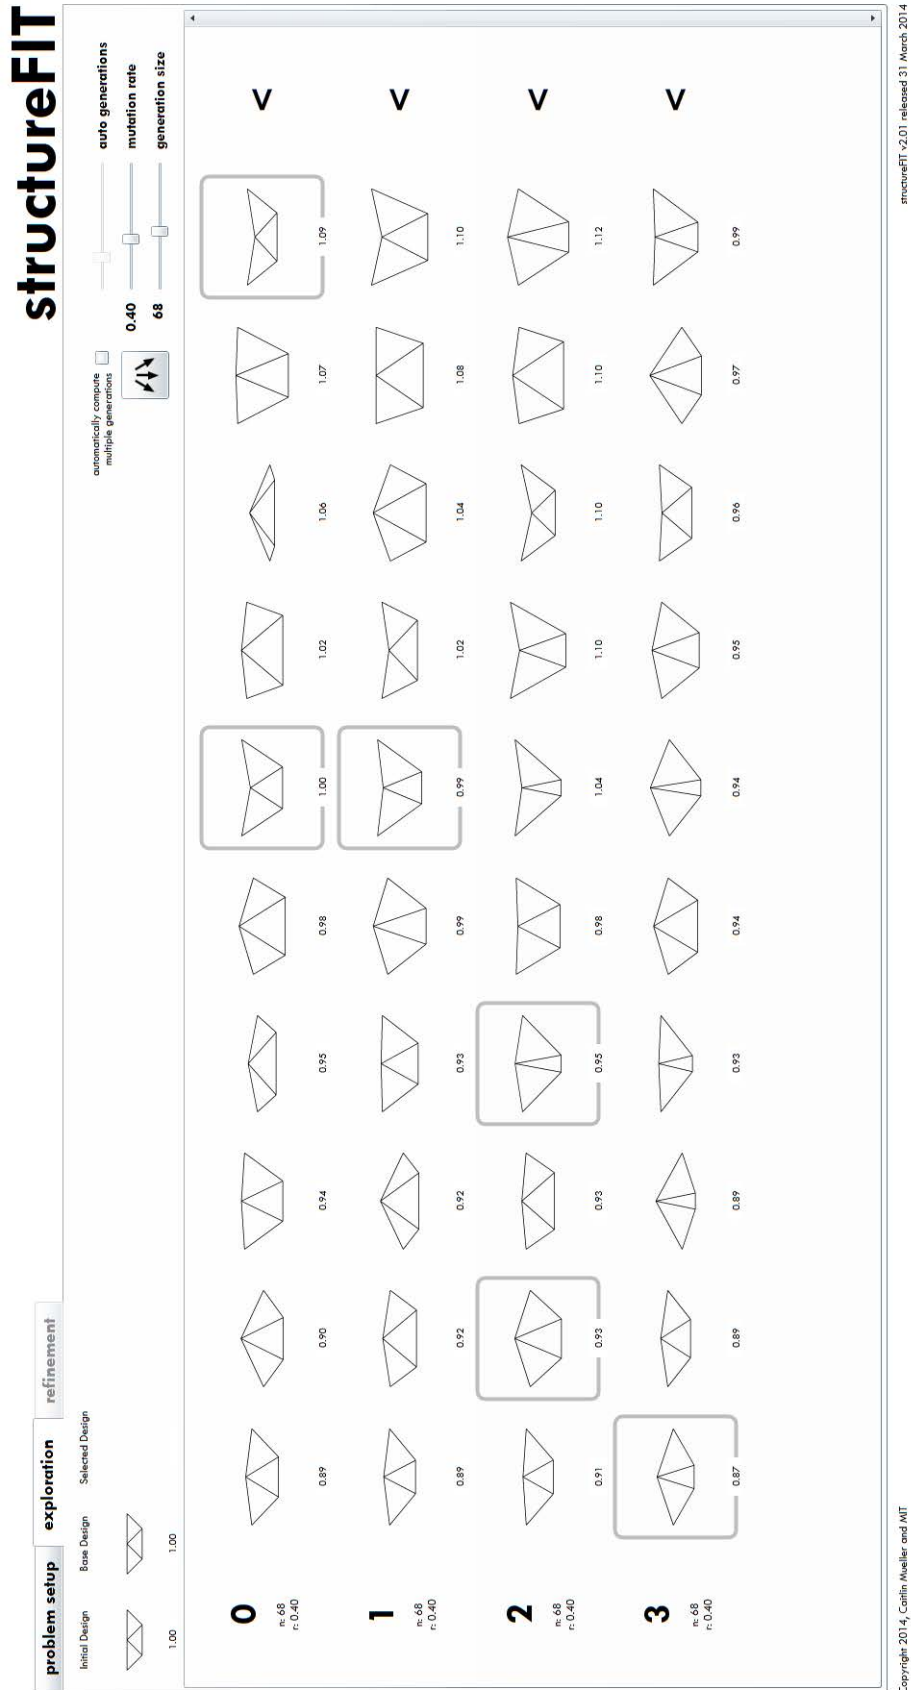 structureFIT
problem setup
exploration
refinement
Initial Design
Base Design
Selected Design
1.00
1.00
automatically compute
multiple generations
auto generations
0.40
mutation rate
68
generation size
0
n: 68
r: 0.40
0.89
0.90
0.94
0.95
0.98
1.00
1.02
1.06
1.07
1.09
<
1
n: 68
r: 0.40
0.89
0.92
0.92
0.93
0.99
0.99
1.02
1.04
1.08
1.10
<
2
n: 68
r: 0.40
0.91
0.93
0.93
0.95
0.98
1.04
1.10
1.10
1.10
1.12
<
3
n: 68
r: 0.40
0.87
0.89
0.89
0.93
0.94
0.94
0.95
0.96
0.97
0.99
<
Copyright 2014, Caitlin Mueller and MIT
structureFIT v2.01 released 31 March 2014